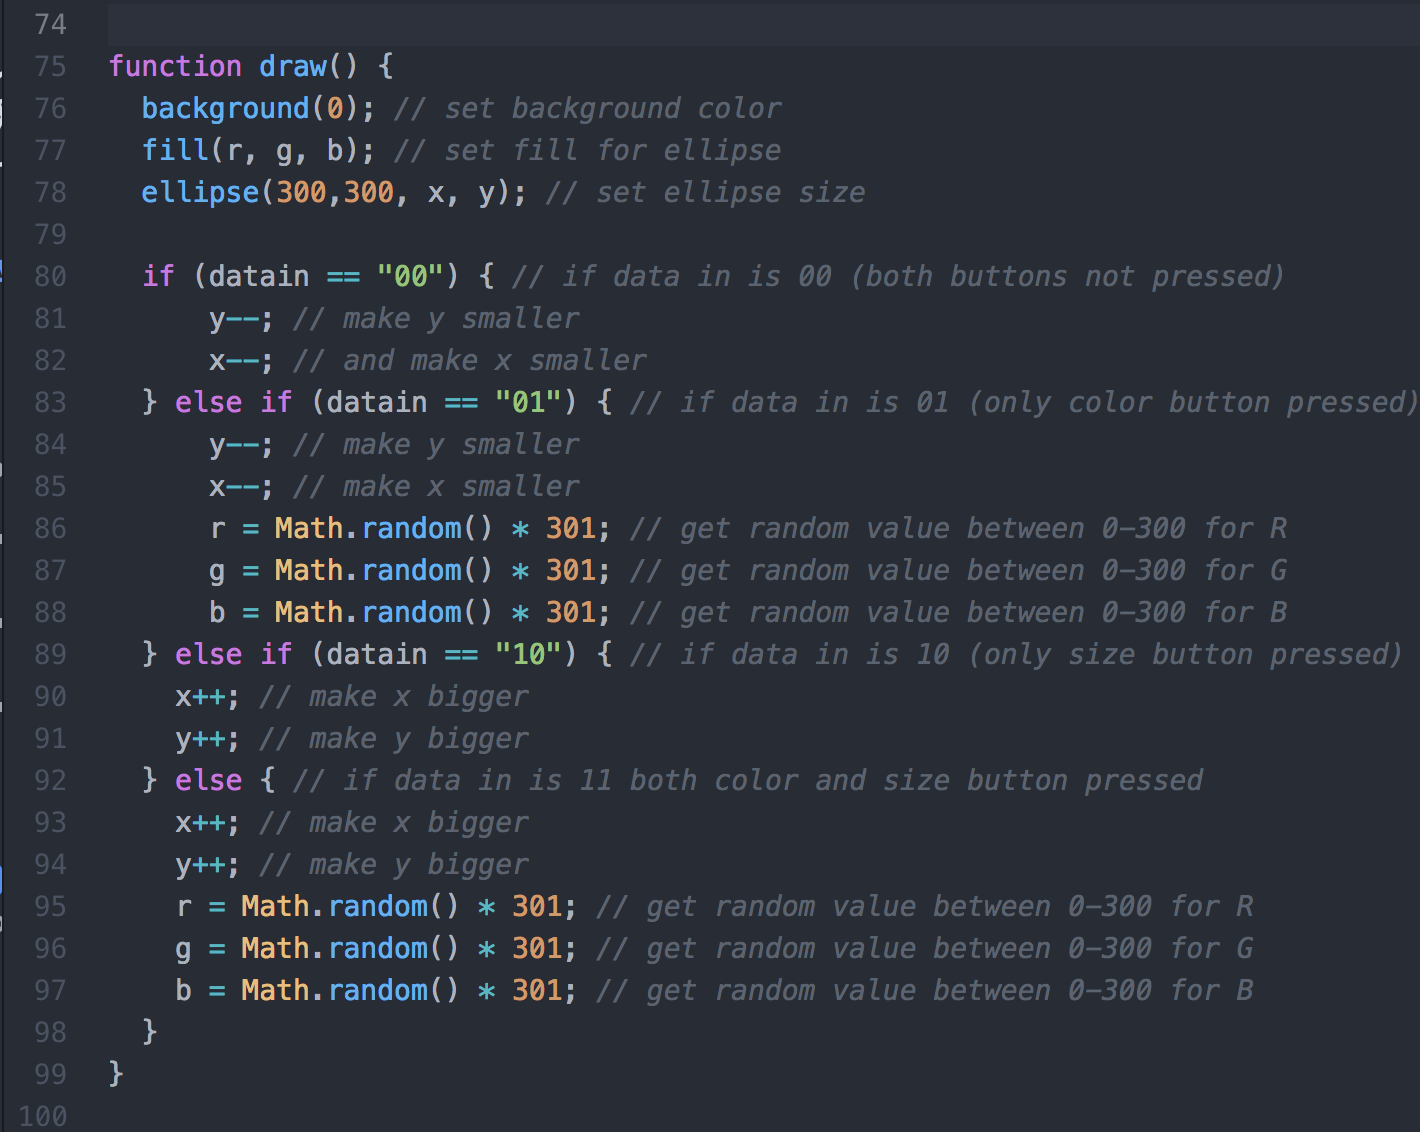 74
75 function draw() {
76 background(0); // set background color
77 fill(r, g, b); // set fill for ellipse
78 ellipse(300,300, x, y); // set ellipse size
79
80 if (datain == "00") { // if data in is 00 (both buttons not pressed)
81 y--; // make y smaller
82 x--; // and make x smaller
83 } else if (datain == "01") { // if data in is 01 (only color button pressed)
84 y--; // make y smaller
85 x--; // make x smaller
86 r = Math.random() * 301; // get random value between 0-300 for R
87 g = Math.random() * 301; // get random value between 0-300 for G
88 b = Math.random() * 301; // get random value between 0-300 for B
89 } else if (datain == "10") { // if data in is 10 (only size button pressed)
90 x++; // make x bigger
91 y++; // make y bigger
92 } else { // if data in is 11 both color and size button pressed
93 x++; // make x bigger
94 y++; // make y bigger
95 r = Math.random() * 301; // get random value between 0-300 for R
96 g = Math.random() * 301; // get random value between 0-300 for G
97 b = Math.random() * 301; // get random value between 0-300 for B
98 }
99 }
100